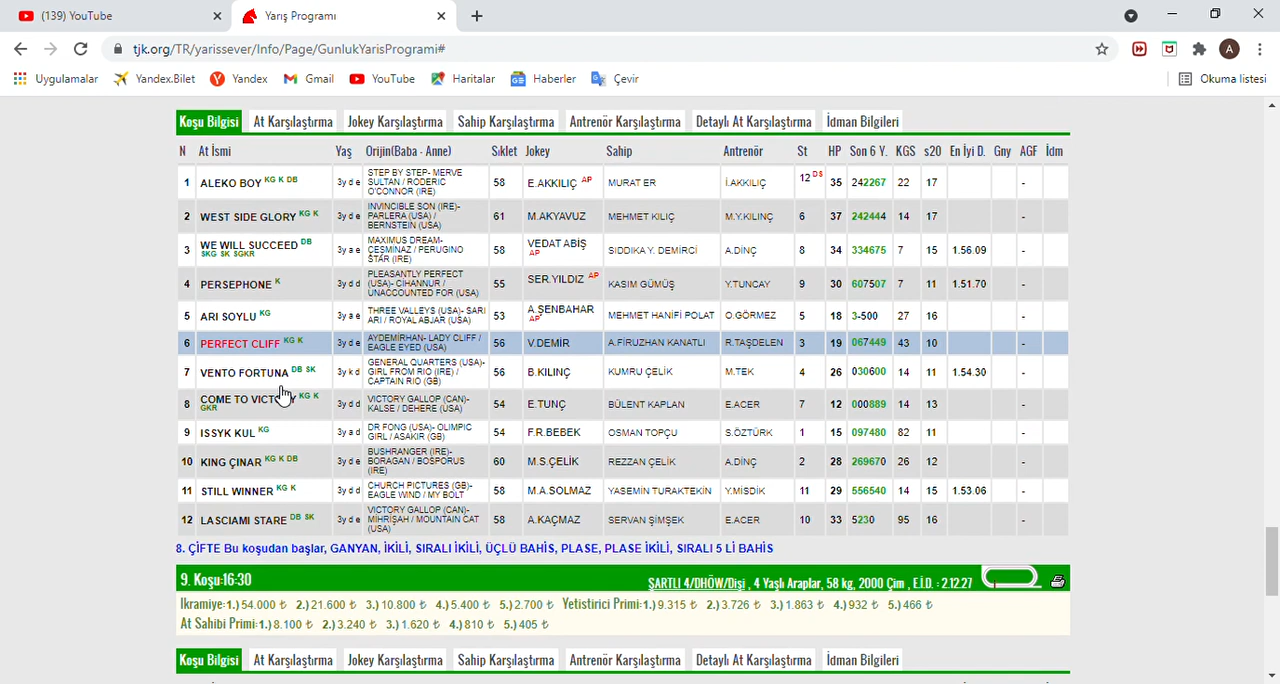 (139) YouTube
Yarış Programı
tjk.org/TR/yarissever/Info/Page/GunlukYarisProgrami#
A
Uygulamalar Yandex.Bilet Yandex Gmail YouTube Haritalar Haberler Çevir Okuma listesi
Koşu Bilgisi At Karşılaştırma Jokey Karşılaştırma Sahip Karşılaştırma Antrenör Karşılaştırma Detaylı At Karşılaştırma İdman Bilgileri
N At İsmi Yaş Orijin(Baba - Anne) Sıklet Jokey Sahip Antrenör St HP Son 6 Y. KGS s20 En İyi D. Gny AGF İdm
1 ALEKO BOY KG K DB 3y d e STEP BY STEP- MERVE SULTAN / RODERIC O'CONNOR (IRE) 58 E.AKKILIÇ AP MURAT ER İ.AKKILIÇ 12 DS 35 242267 22 17 -
2 WEST SIDE GLORY KG K 3y d e INVINCIBLE SON (IRE)- PARLERA (USA) / BERNSTEIN (USA) 61 M.AKYAVUZ MEHMET KILIÇ M.Y.KILINÇ 6 37 242444 14 17 -
3 WE WILL SUCCEED DB SKG SK SGKR 3y a e MAXIMUS DREAM- ÇEŞMİNAZ / PERUGINO STAR (IRE) 58 VEDAT ABİŞ AP SIDDIKA Y. DEMİRCİ A.DİNÇ 8 34 334675 7 15 1.56.09 -
4 PERSEPHONE K 3y d d PLEASANTLY PERFECT (USA)- CIHANNUR / UNACCOUNTED FOR (USA) 55 SER.YILDIZ AP KASIM GÜMÜŞ Y.TUNCAY 9 30 607507 7 11 1.51.70 -
5 ARI SOYLU KG 3y a e THREE VALLEYS (USA)- SARI ARI / ROYAL ABJAR (USA) 53 A.ŞENBAHAR AP MEHMET HANİFİ POLAT O.GÖRMEZ 5 18 3-500 27 16 -
6 PERFECT CLIFF KG K 3y d e AYDEMİRHAN- LADY CLIFF / EAGLE EYED (USA) 56 V.DEMİR A.FIRUZHAN KANATLI R.TAŞDELEN 3 19 067449 43 10 -
7 VENTO FORTUNA DB SK 3y k d GENERAL QUARTERS (USA)- GIRL FROM RIO (IRE) / CAPTAIN RIO (GB) 56 B.KILINÇ KUMRU ÇELİK M.TEK 4 26 030600 14 11 1.54.30 -
8 COME TO VICTORY KG K GKR 3y d d VICTORY GALLOP (CAN)- KALSE / DEHERE (USA) 54 E.TUNÇ BÜLENT KAPLAN E.ACER 7 12 000889 14 13 -
9 ISSYK KUL KG 3y a d DR FONG (USA)- OLIMPIC GIRL / ASAKIR (GB) 54 F.R.BEBEK OSMAN TOPÇU S.ÖZTÜRK 1 15 097480 82 11 -
10 KING ÇINAR KG K DB 3y d e BUSHRANGER (IRE)- BORAGAN / BOSPORUS (IRE) 60 M.S.ÇELİK REZZAN ÇELİK A.DİNÇ 2 28 269670 26 12 -
11 STILL WINNER KG K 3y d d CHURCH PICTURES (GB)- EAGLE WIND / MY BOLT 58 M.A.SOLMAZ YASEMİN TURAKTEKİN Y.MİSDİK 11 29 556540 14 15 1.53.06 -
12 LASCIAMI STARE DB SK 3y d d VICTORY GALLOP (CAN)- MİHRİŞAH / MOUNTAIN CAT (USA) 58 A.KAÇMAZ SERVAN ŞİMŞEK E.ACER 10 33 5230 95 16 -
8. ÇİFTE Bu koşudan başlar, GANYAN, İKİLİ, SIRALI İKİLİ, ÜÇLÜ BAHİS, PLASE, PLASE İKİLİ, SIRALI 5 Lİ BAHİS
9. Koşu:16:30 ŞARTLI 4/DHÖW/Dişi , 4 Yaşlı Araplar, 58 kg, 2000 Çim , E.İ.D. : 2.12.27
Ikramiye:1.) 54.000 ₺ 2.) 21.600 ₺ 3.) 10.800 ₺ 4.) 5.400 ₺ 5.) 2.700 ₺ Yetistirici Primi:1.) 9.315 ₺ 2.) 3.726 ₺ 3.) 1.863 ₺ 4.) 932 ₺ 5.) 466 ₺
At Sahibi Primi:1.) 8.100 ₺ 2.) 3.240 ₺ 3.) 1.620 ₺ 4.) 810 ₺ 5.) 405 ₺
Koşu Bilgisi At Karşılaştırma Jokey Karşılaştırma Sahip Karşılaştırma Antrenör Karşılaştırma Detaylı At Karşılaştırma İdman Bilgileri